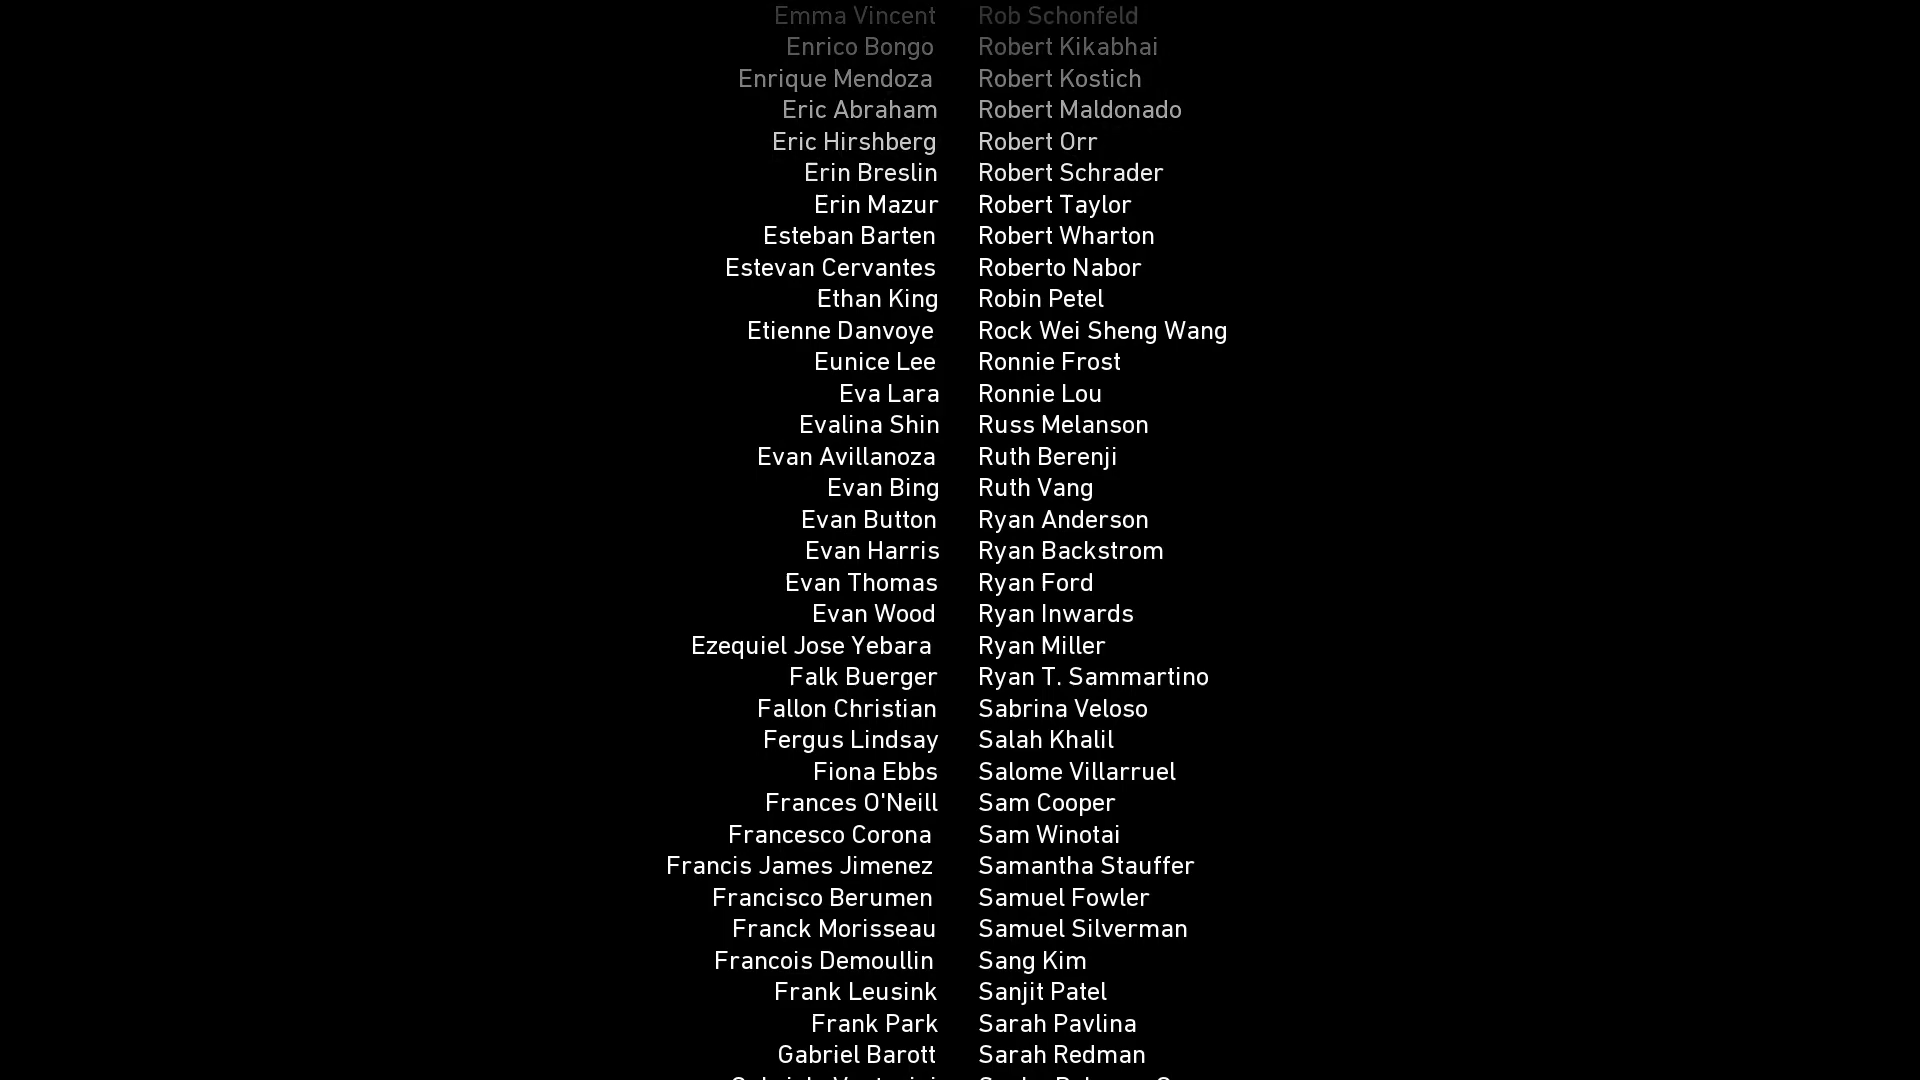 Emma Vincent Rob Schonfeld
Enrico Bongo Robert Kikabhai
Enrique Mendoza Robert Kostich
Eric Abraham Robert Maldonado
Eric Hirshberg Robert Orr
Erin Breslin Robert Schrader
Erin Mazur Robert Taylor
Esteban Barten Robert Wharton
Estevan Cervantes Roberto Nabor
Ethan King Robin Petel
Etienne Danvoye Rock Wei Sheng Wang
Eunice Lee Ronnie Frost
Eva Lara Ronnie Lou
Evalina Shin Russ Melanson
Evan Avillanoza Ruth Berenji
Evan Bing Ruth Vang
Evan Button Ryan Anderson
Evan Harris Ryan Backstrom
Evan Thomas Ryan Ford
Evan Wood Ryan Inwards
Ezequiel Jose Yebara Ryan Miller
Falk Buerger Ryan T. Sammartino
Fallon Christian Sabrina Veloso
Fergus Lindsay Salah Khalil
Fiona Ebbs Salome Villarruel
Frances O'Neill Sam Cooper
Francesco Corona Sam Winotai
Francis James Jimenez Samantha Stauffer
Francisco Berumen Samuel Fowler
Franck Morisseau Samuel Silverman
Francois Demoullin Sang Kim
Frank Leusink Sanjit Patel
Frank Park Sarah Pavlina
Gabriel Barott Sarah Redman